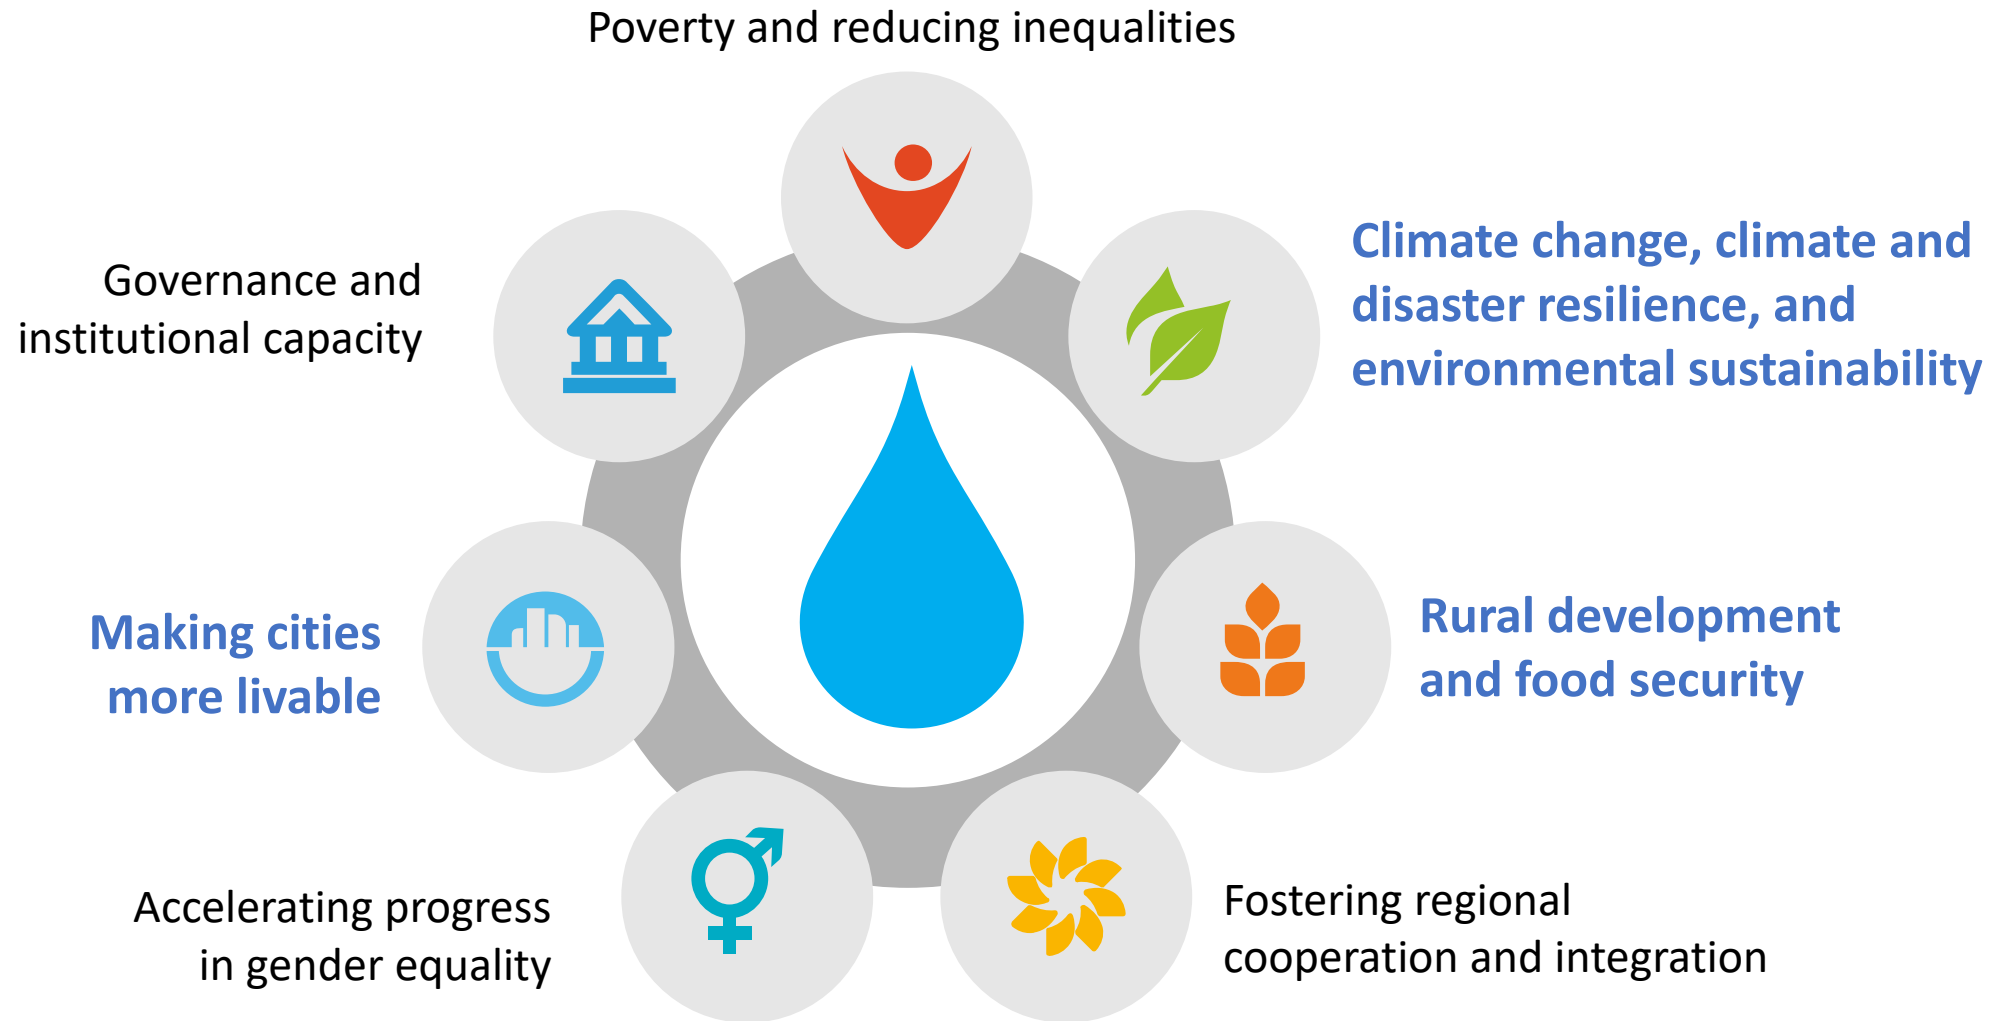 Poverty and reducing inequalities
Climate change, climate and
disaster resilience, and
environmental sustainability
Governance and
institutional capacity
Rural development
and food security
Making cities
more livable
Fostering regional
cooperation and integration
Accelerating progress
in gender equality